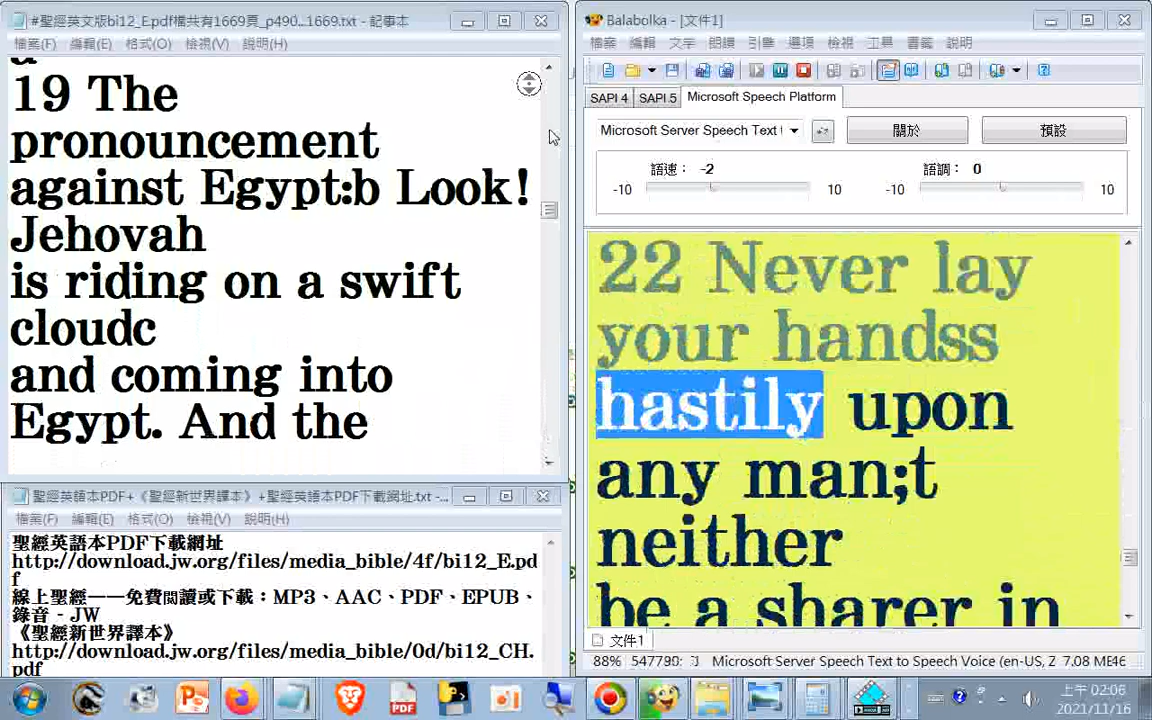 #聖經英文版bi12_E.pdf檔共有1669頁_p490...1669.txt - 記事本
檔案(F) 編輯(E) 格式(O) 檢視(V) 說明(H)
19 The
pronouncement
against Egypt:b Look!
Jehovah
is riding on a swift
cloudc
and coming into
Egypt. And the
聖經英語本PDF+《聖經新世界譯本》+聖經英語本PDF下載網址.txt -...
檔案(F) 編輯(E) 格式(O) 檢視(V) 說明(H)
聖經英語本PDF下載網址
http://download.jw.org/files/media_bible/4f/bi12_E.pd
f
線上聖經——免費閱讀或下載：MP3、AAC、PDF、EPUB、
錄音 - JW
《聖經新世界譯本》
http://download.jw.org/files/media_bible/0d/bi12_CH.
pdf
Balabolka - [文件1]
檔案 編輯 文字 朗讀 引擎 選項 檢視 工具 書籤 說明
SAPI 4 SAPI 5 Microsoft Speech Platform
Microsoft Server Speech Text 關於 預設
語速： -2 語調： 0
-10 10 -10 10
22 Never lay
your handss
hastily upon
any man;t
neither
be a sharer in
文件1
88% Microsoft Server Speech Text to Speech Voice (en-US, Z 7.08 ME46
上午 02:06
2021/11/16